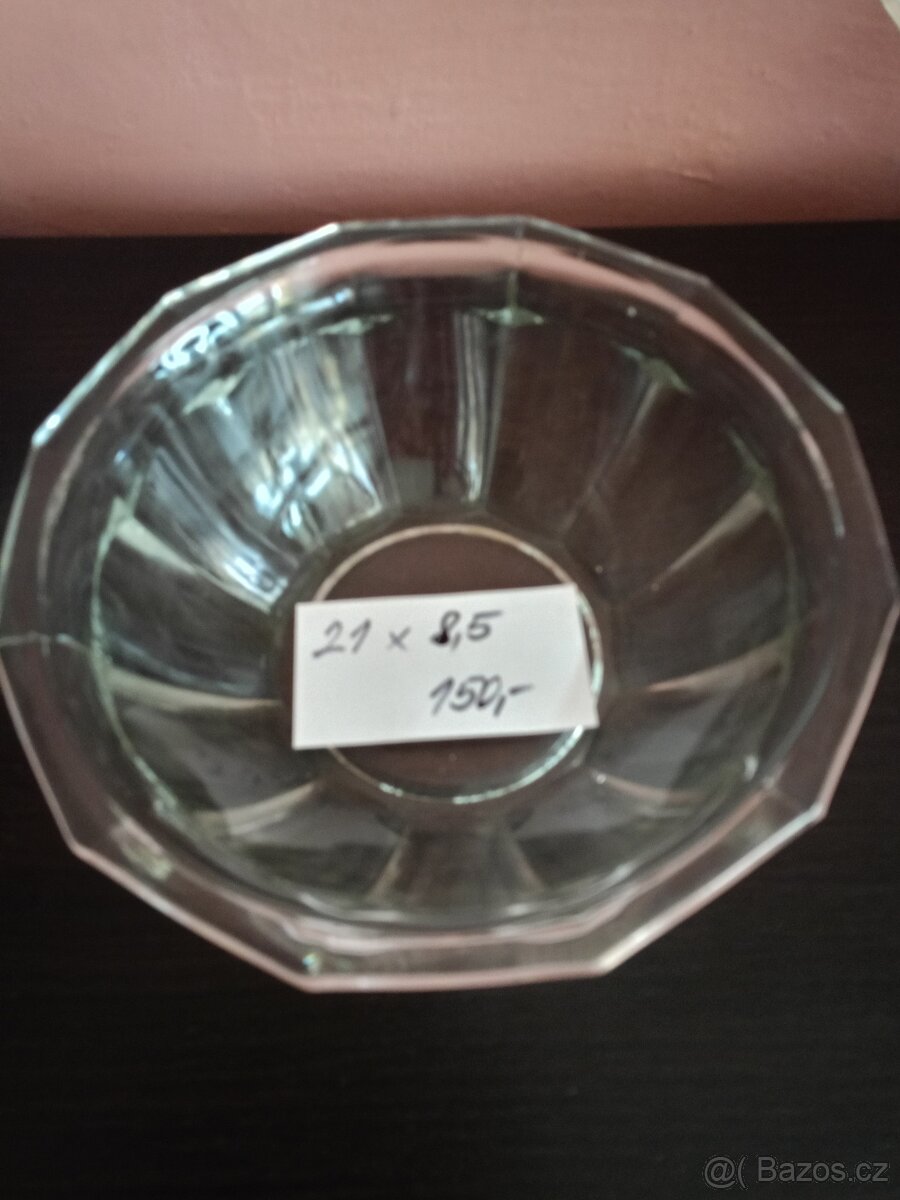 21 x 8,5
150,-
@( Bazos.cz